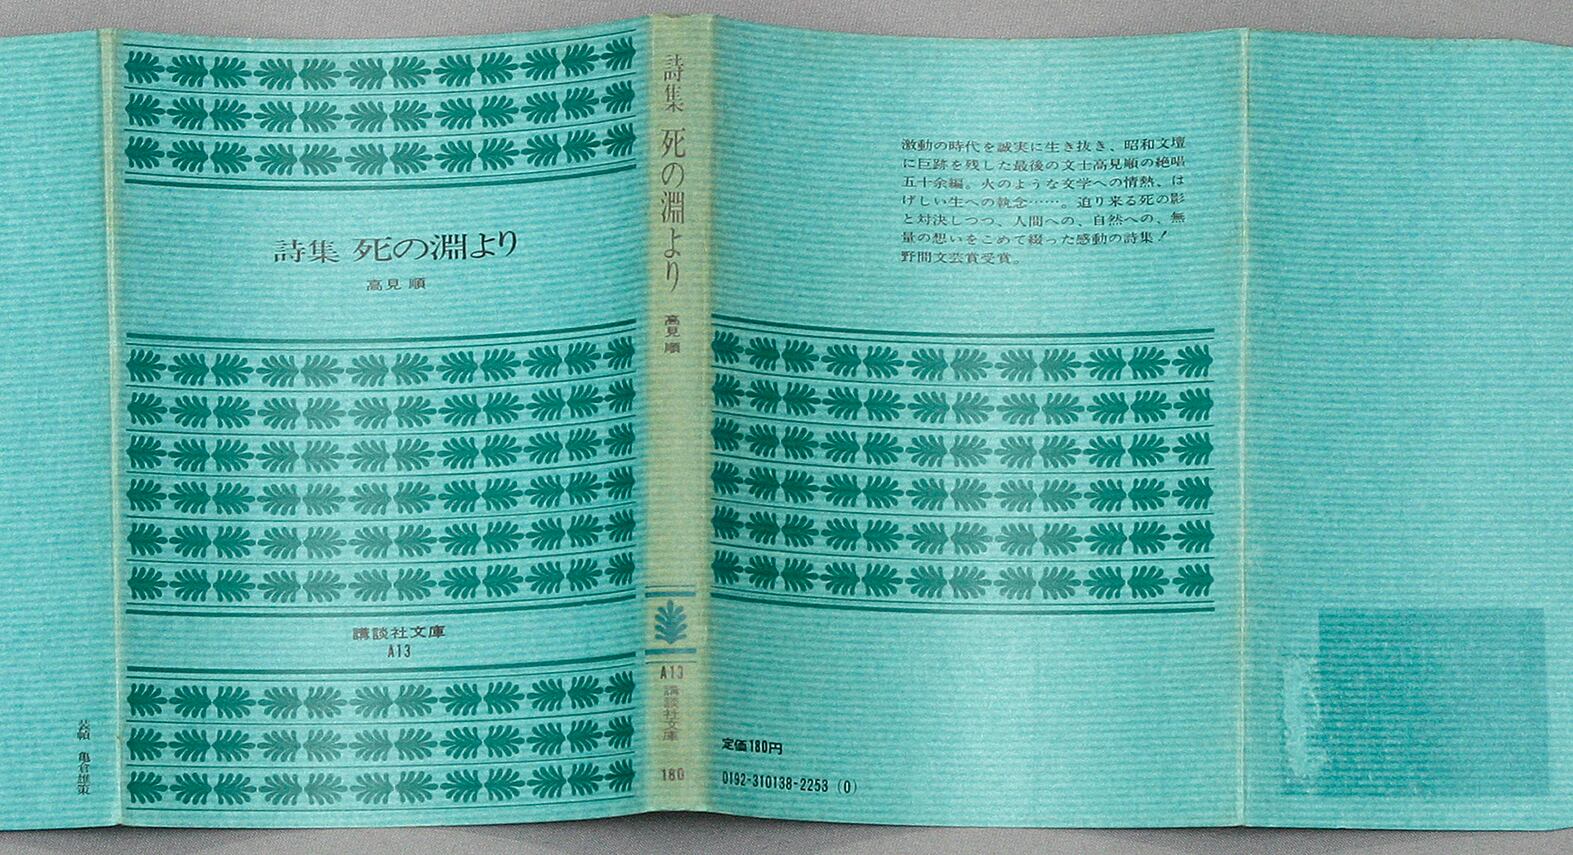 詩集 死の淵より
高見 順
講談社文庫
A13
装幀 亀倉雄策
詩集 死の淵より 高見順
A13
講談社文庫
180
激動の時代を誠実に生き抜き、昭和文壇
に巨跡を残した最後の文士高見順の絶唱
五十余編。火のような文学への情熱、は
げしい生への執念……。迫り来る死の影
と対決しつつ、人間への、自然への、無
量の想いをこめて綴った感動の詩集！
野間文芸賞受賞。
定価180円
0192-310138-2253 (0)